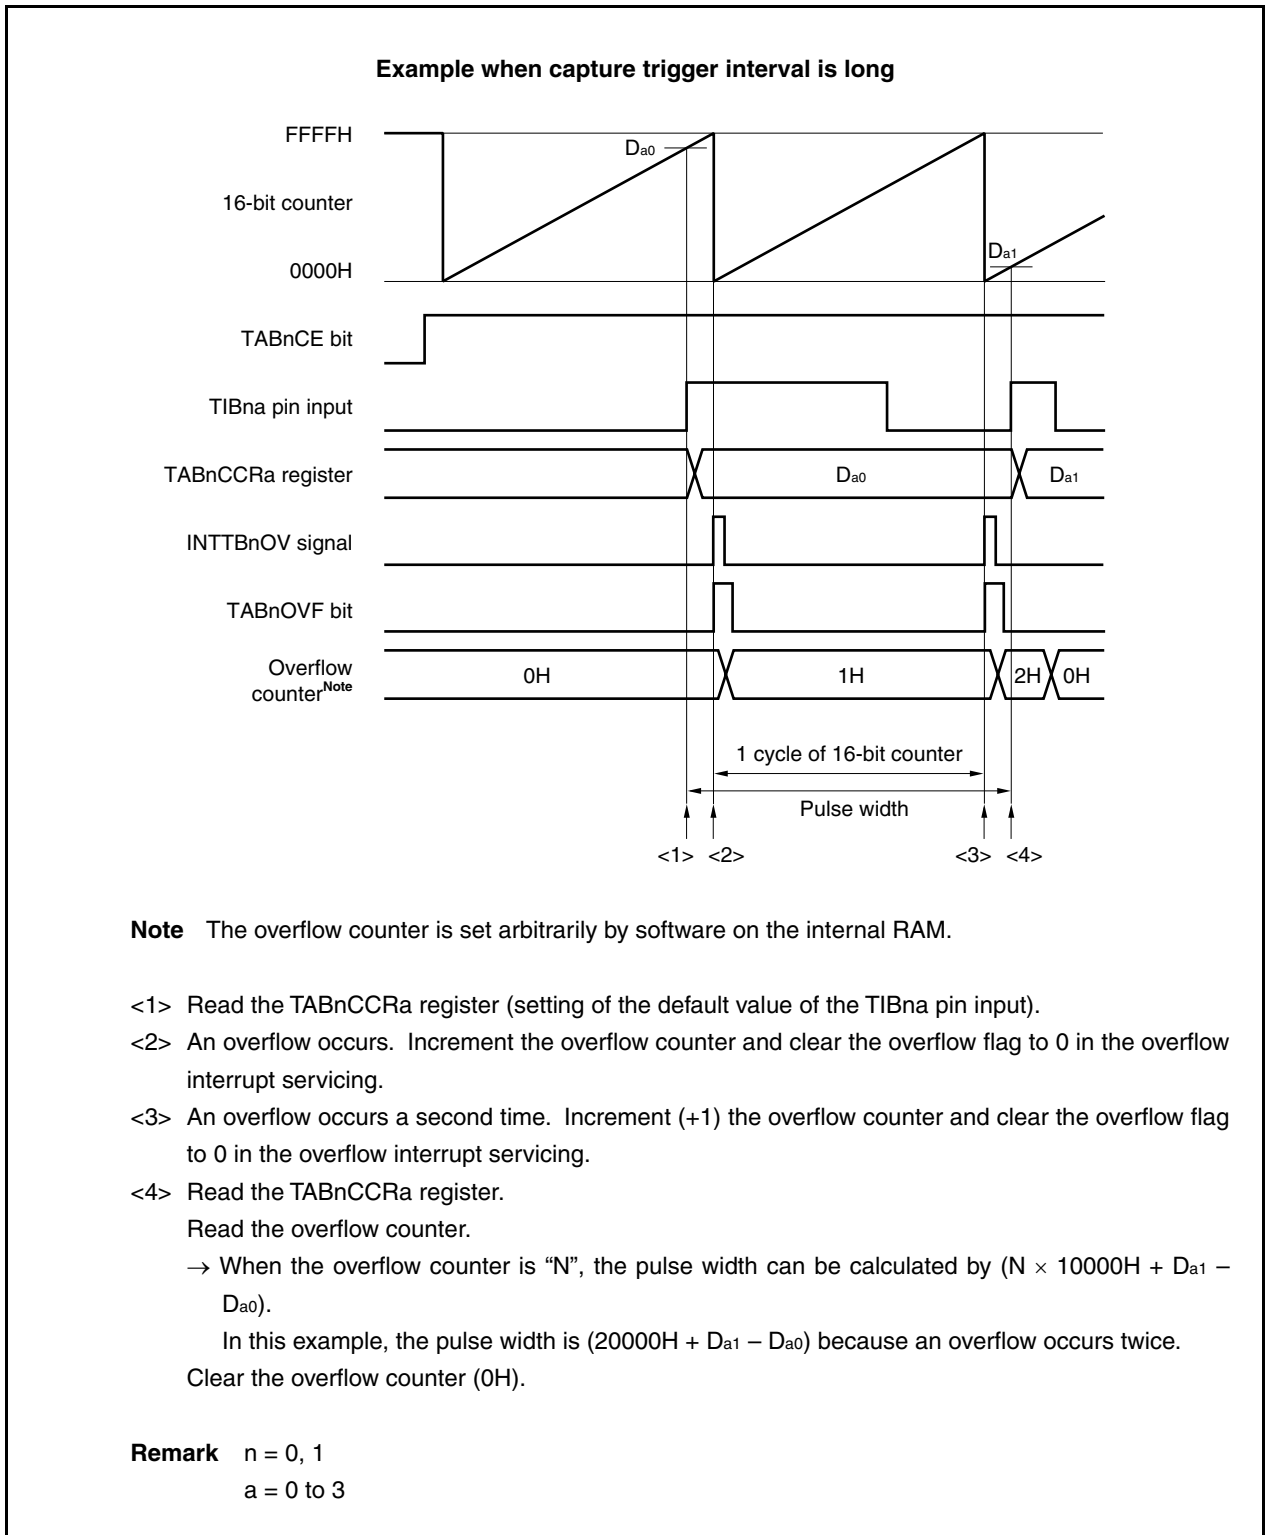 Example when capture trigger interval is long
FFFFH
Da0
16-bit counter
Da1
0000H
TABnCE bit
TIBna pin input
TABnCCRa register
Da0
Da1
INTTBnOV signal
TABnOVF bit
Overflow
counterNote
0H
1H
2H
0H
1 cycle of 16-bit counter
Pulse width
<1> <2> <3> <4>
Note The overflow counter is set arbitrarily by software on the internal RAM.
<1> Read the TABnCCRa register (setting of the default value of the TIBna pin input).
<2> An overflow occurs. Increment the overflow counter and clear the overflow flag to 0 in the overflow
interrupt servicing.
<3> An overflow occurs a second time. Increment (+1) the overflow counter and clear the overflow flag
to 0 in the overflow interrupt servicing.
<4> Read the TABnCCRa register.
Read the overflow counter.
→ When the overflow counter is “N”, the pulse width can be calculated by (N × 10000H + Da1 –
Da0).
In this example, the pulse width is (20000H + Da1 – Da0) because an overflow occurs twice.
Clear the overflow counter (0H).
Remark n = 0, 1
a = 0 to 3